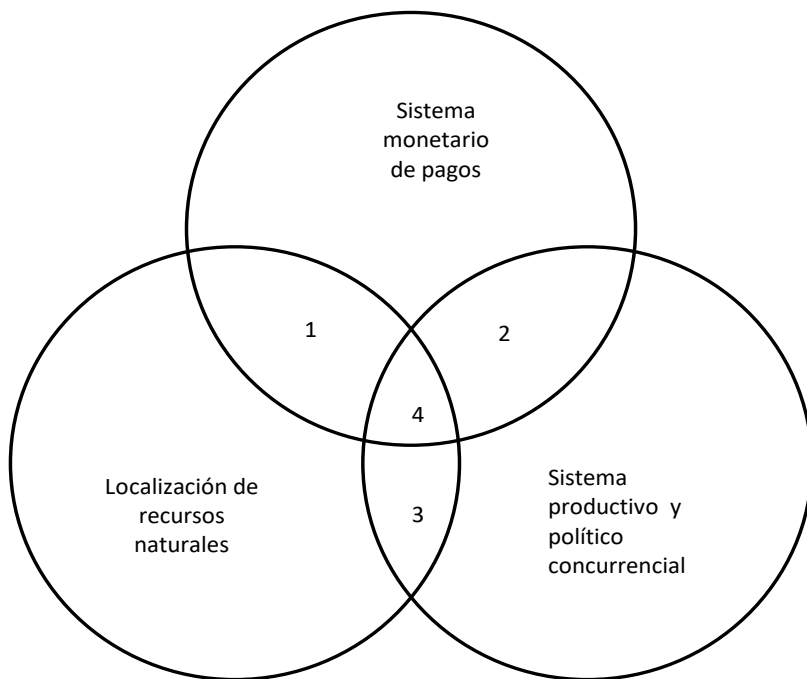 Sistema
monetario
de pagos
1
2
4
Localización de
recursos
naturales
3
Sistema
productivo y
político
concurrencial